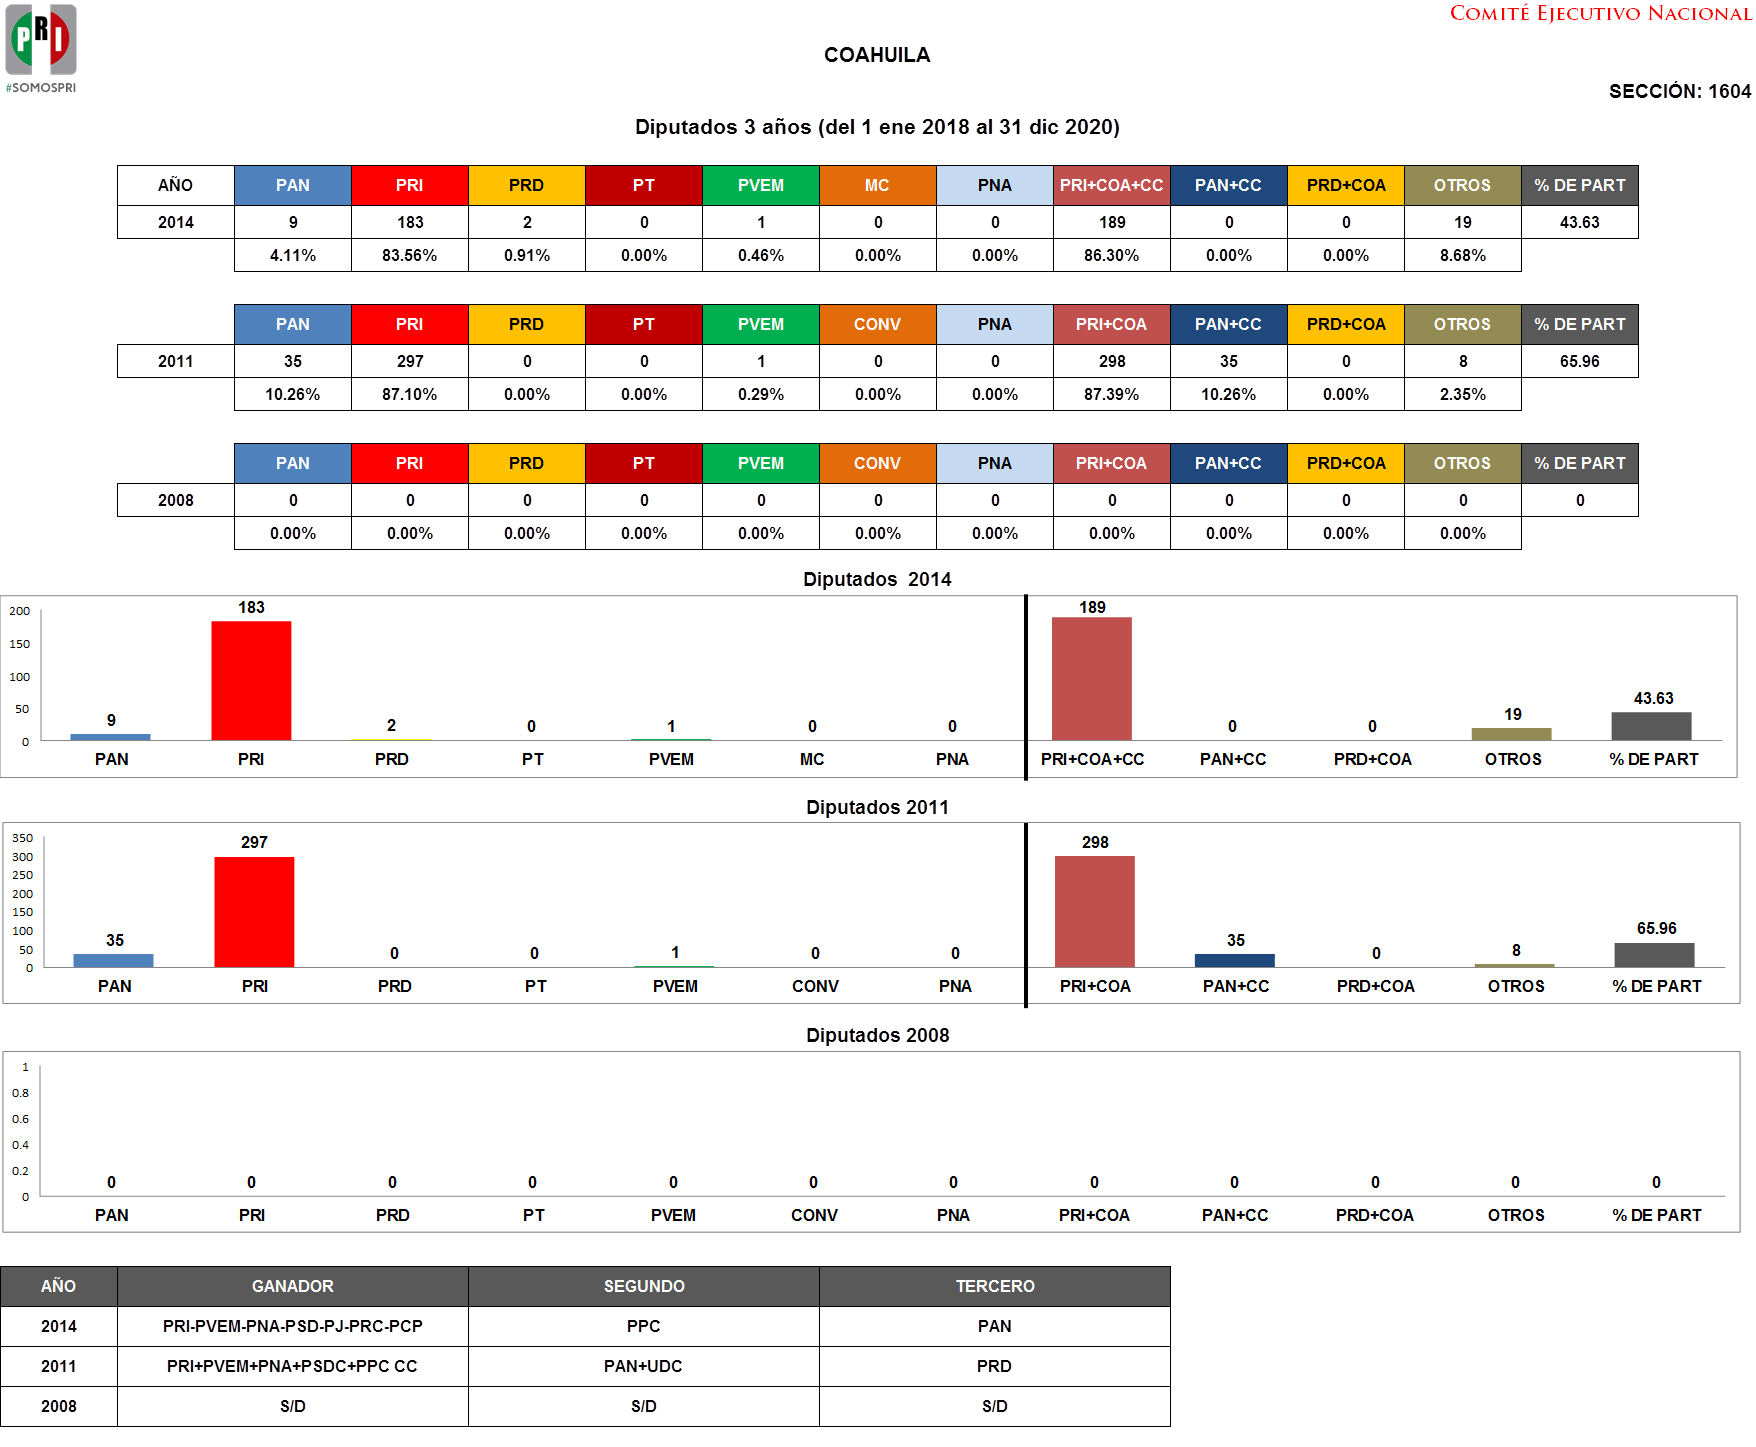 PRI
#SOMOSPRI
COMITÉ EJECUTIVO NACIONAL
COAHUILA
SECCIÓN: 1604
Diputados 3 años (del 1 ene 2018 al 31 dic 2020)
AÑO PAN PRI PRD PT PVEM MC PNA PRI+COA+CC PAN+CC PRD+COA OTROS % DE PART
2014 9 183 2 0 1 0 0 189 0 0 19 43.63
4.11% 83.56% 0.91% 0.00% 0.46% 0.00% 0.00% 86.30% 0.00% 0.00% 8.68%
PAN PRI PRD PT PVEM CONV PNA PRI+COA PAN+CC PRD+COA OTROS % DE PART
2011 35 297 0 0 1 0 0 298 35 0 8 65.96
10.26% 87.10% 0.00% 0.00% 0.29% 0.00% 0.00% 87.39% 10.26% 0.00% 2.35%
PAN PRI PRD PT PVEM CONV PNA PRI+COA PAN+CC PRD+COA OTROS % DE PART
2008 0 0 0 0 0 0 0 0 0 0 0 0
0.00% 0.00% 0.00% 0.00% 0.00% 0.00% 0.00% 0.00% 0.00% 0.00% 0.00%
Diputados 2014
200
150
100
50
0
9 183 2 0 1 0 0 189 0 0 19 43.63
PAN PRI PRD PT PVEM MC PNA PRI+COA+CC PAN+CC PRD+COA OTROS % DE PART
Diputados 2011
350
300
250
200
150
100
50
0
35 297 0 0 1 0 0 298 35 0 8 65.96
PAN PRI PRD PT PVEM CONV PNA PRI+COA PAN+CC PRD+COA OTROS % DE PART
Diputados 2008
1
0.8
0.6
0.4
0.2
0
0 0 0 0 0 0 0 0 0 0 0 0
PAN PRI PRD PT PVEM CONV PNA PRI+COA PAN+CC PRD+COA OTROS % DE PART
AÑO GANADOR SEGUNDO TERCERO
2014 PRI-PVEM-PNA-PSD-PJ-PRC-PCP PPC PAN
2011 PRI+PVEM+PNA+PSDC+PPC CC PAN+UDC PRD
2008 S/D S/D S/D